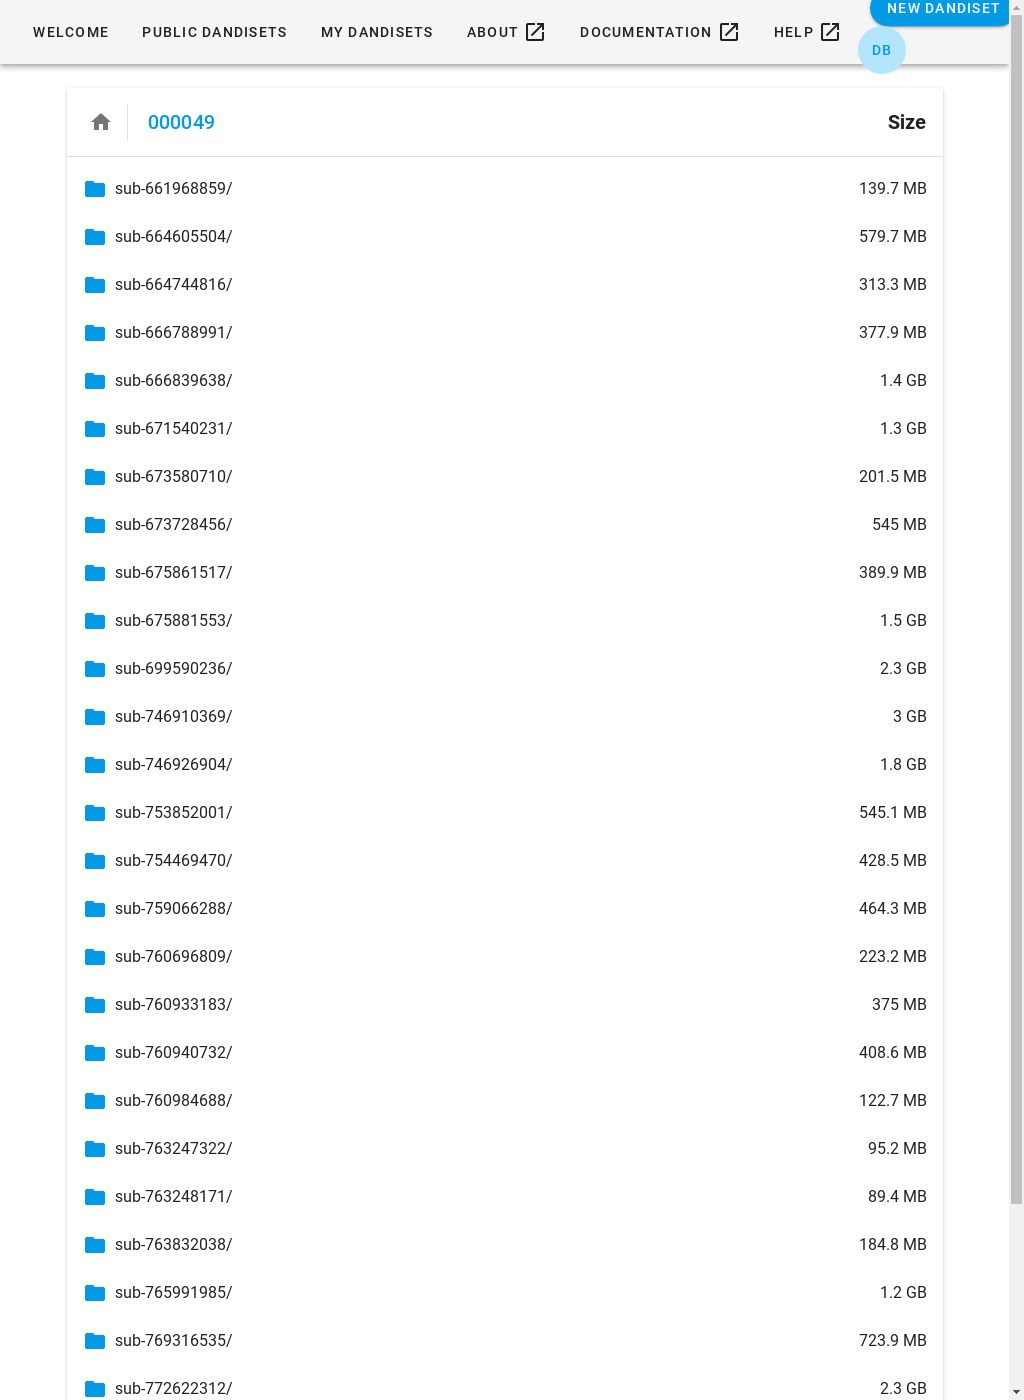 WELCOME PUBLIC DANDISETS MY DANDISETS ABOUT DOCUMENTATION HELP NEW DANDISET
DB
000049 Size
sub-661968859/ 139.7 MB
sub-664605504/ 579.7 MB
sub-664744816/ 313.3 MB
sub-666788991/ 377.9 MB
sub-666839638/ 1.4 GB
sub-671540231/ 1.3 GB
sub-673580710/ 201.5 MB
sub-673728456/ 545 MB
sub-675861517/ 389.9 MB
sub-675881553/ 1.5 GB
sub-699590236/ 2.3 GB
sub-746910369/ 3 GB
sub-746926904/ 1.8 GB
sub-753852001/ 545.1 MB
sub-754469470/ 428.5 MB
sub-759066288/ 464.3 MB
sub-760696809/ 223.2 MB
sub-760933183/ 375 MB
sub-760940732/ 408.6 MB
sub-760984688/ 122.7 MB
sub-763247322/ 95.2 MB
sub-763248171/ 89.4 MB
sub-763832038/ 184.8 MB
sub-765991985/ 1.2 GB
sub-769316535/ 723.9 MB
sub-772622312/ 2.3 GB